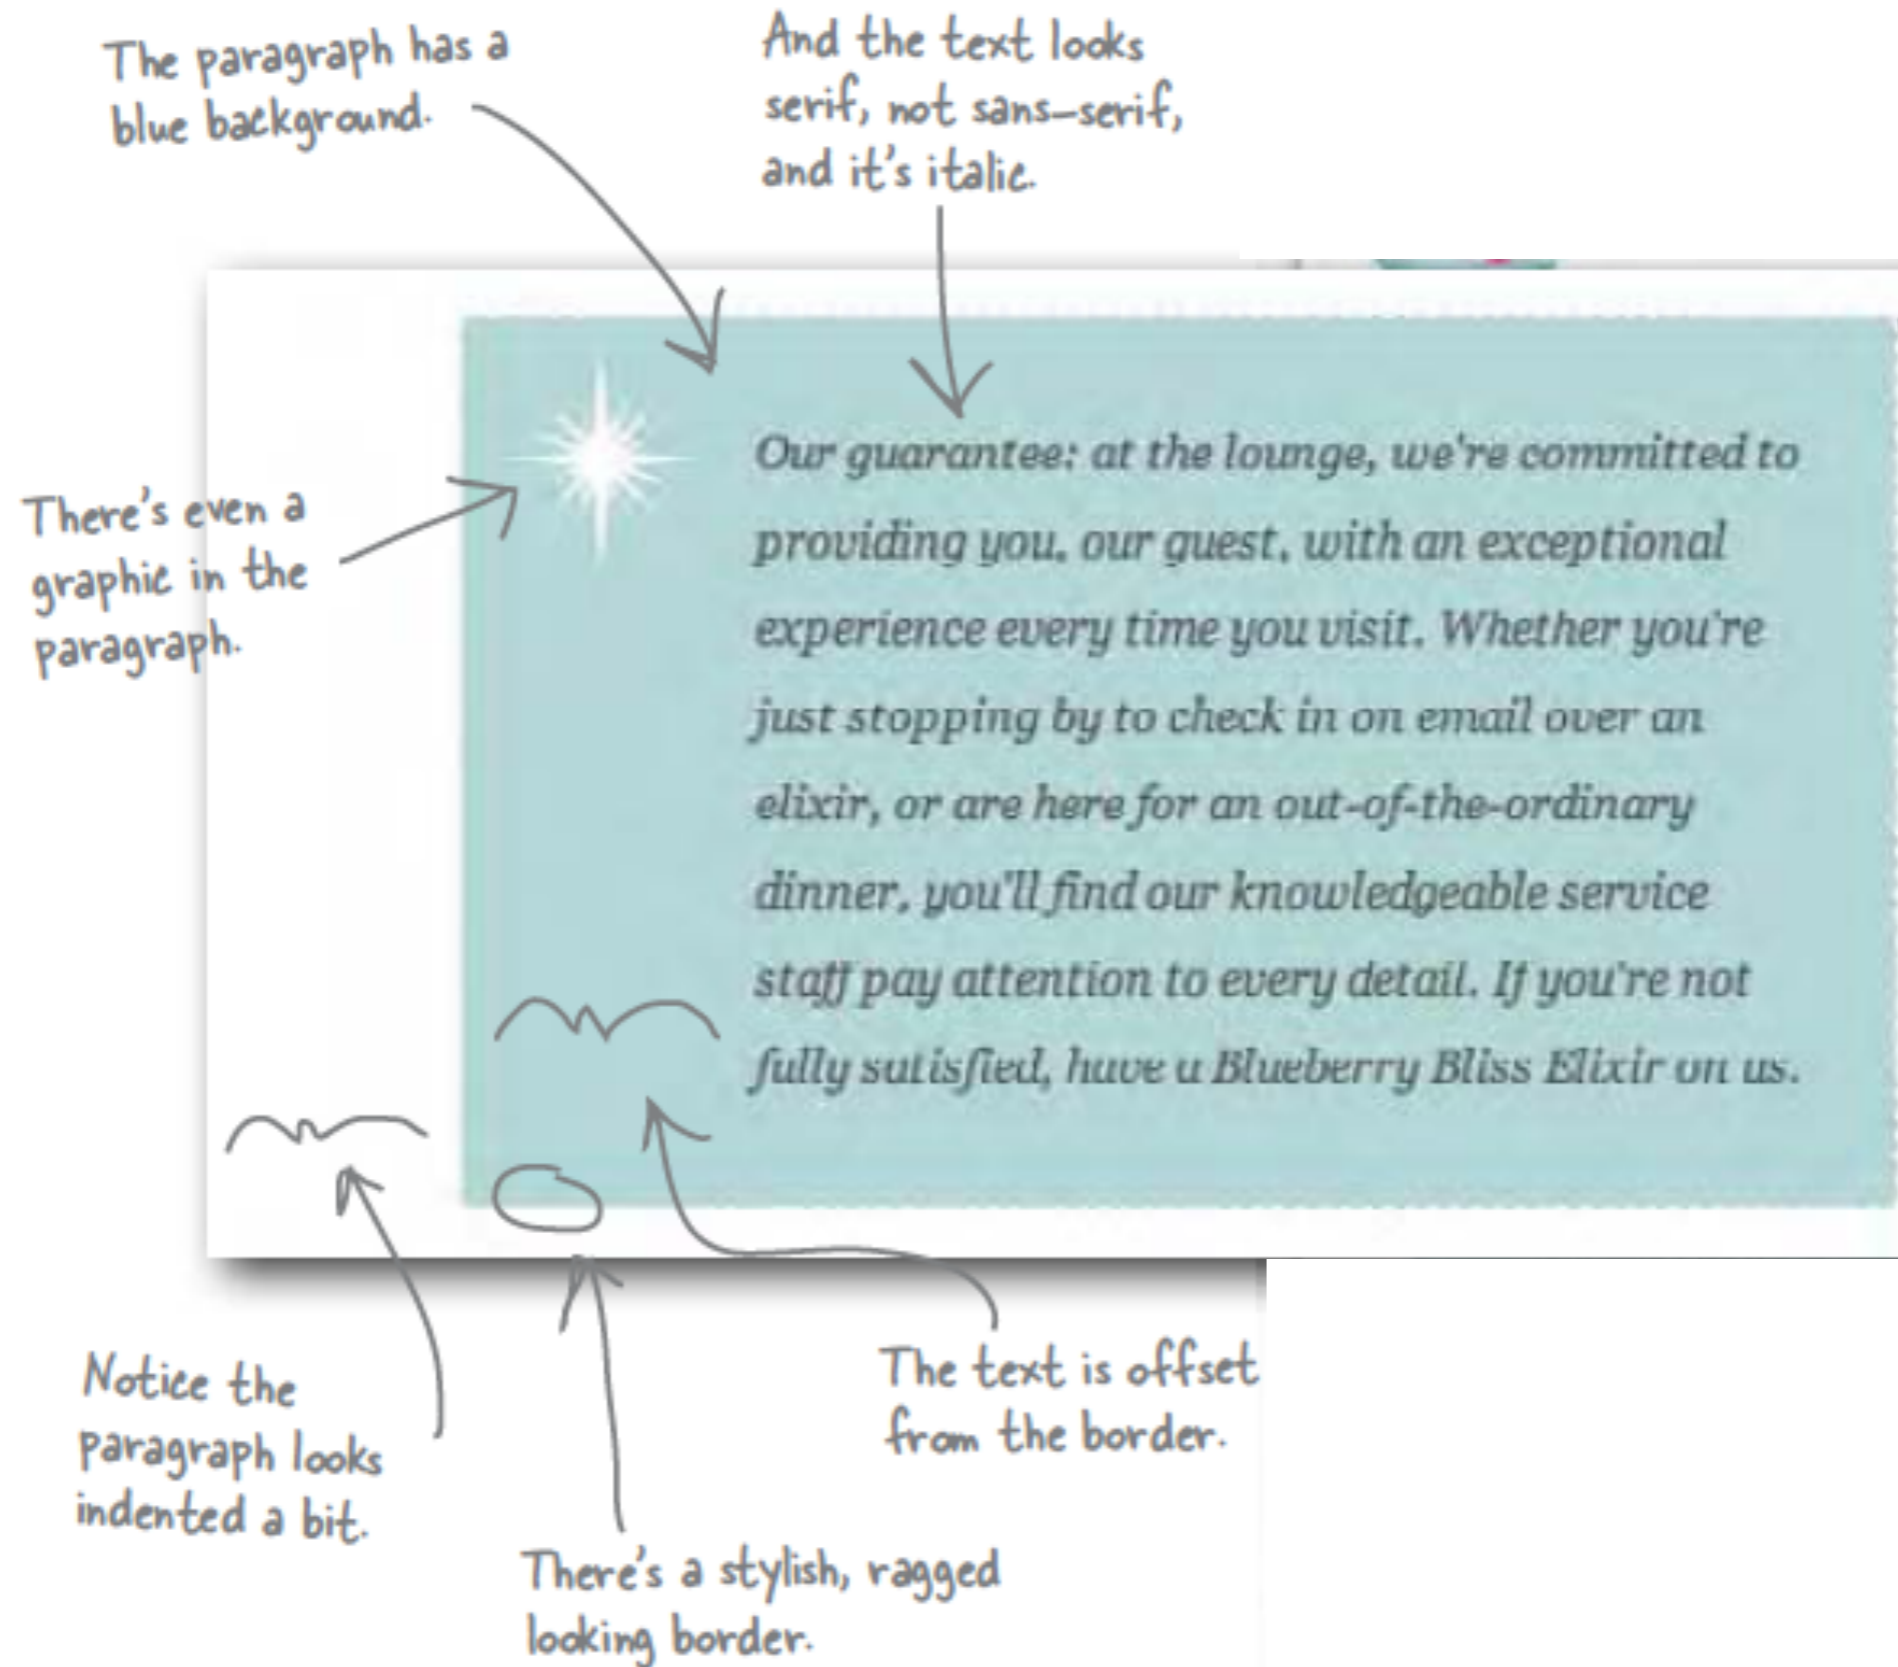 The paragraph has a
blue background.
And the text looks
serif, not sans-serif,
and it's italic.
There's even a
graphic in the
paragraph.
Our guarantee: at the lounge, we're committed to
providing you, our guest, with an exceptional
experience every time you visit. Whether you're
just stopping by to check in on email over an
elixir, or are here for an out-of-the-ordinary
dinner, you'll find our knowledgeable service
staff pay attention to every detail. If you're not
fully satisfied, have a Blueberry Bliss Elixir on us.
Notice the
paragraph looks
indented a bit.
The text is offset
from the border.
There's a stylish, ragged
looking border.